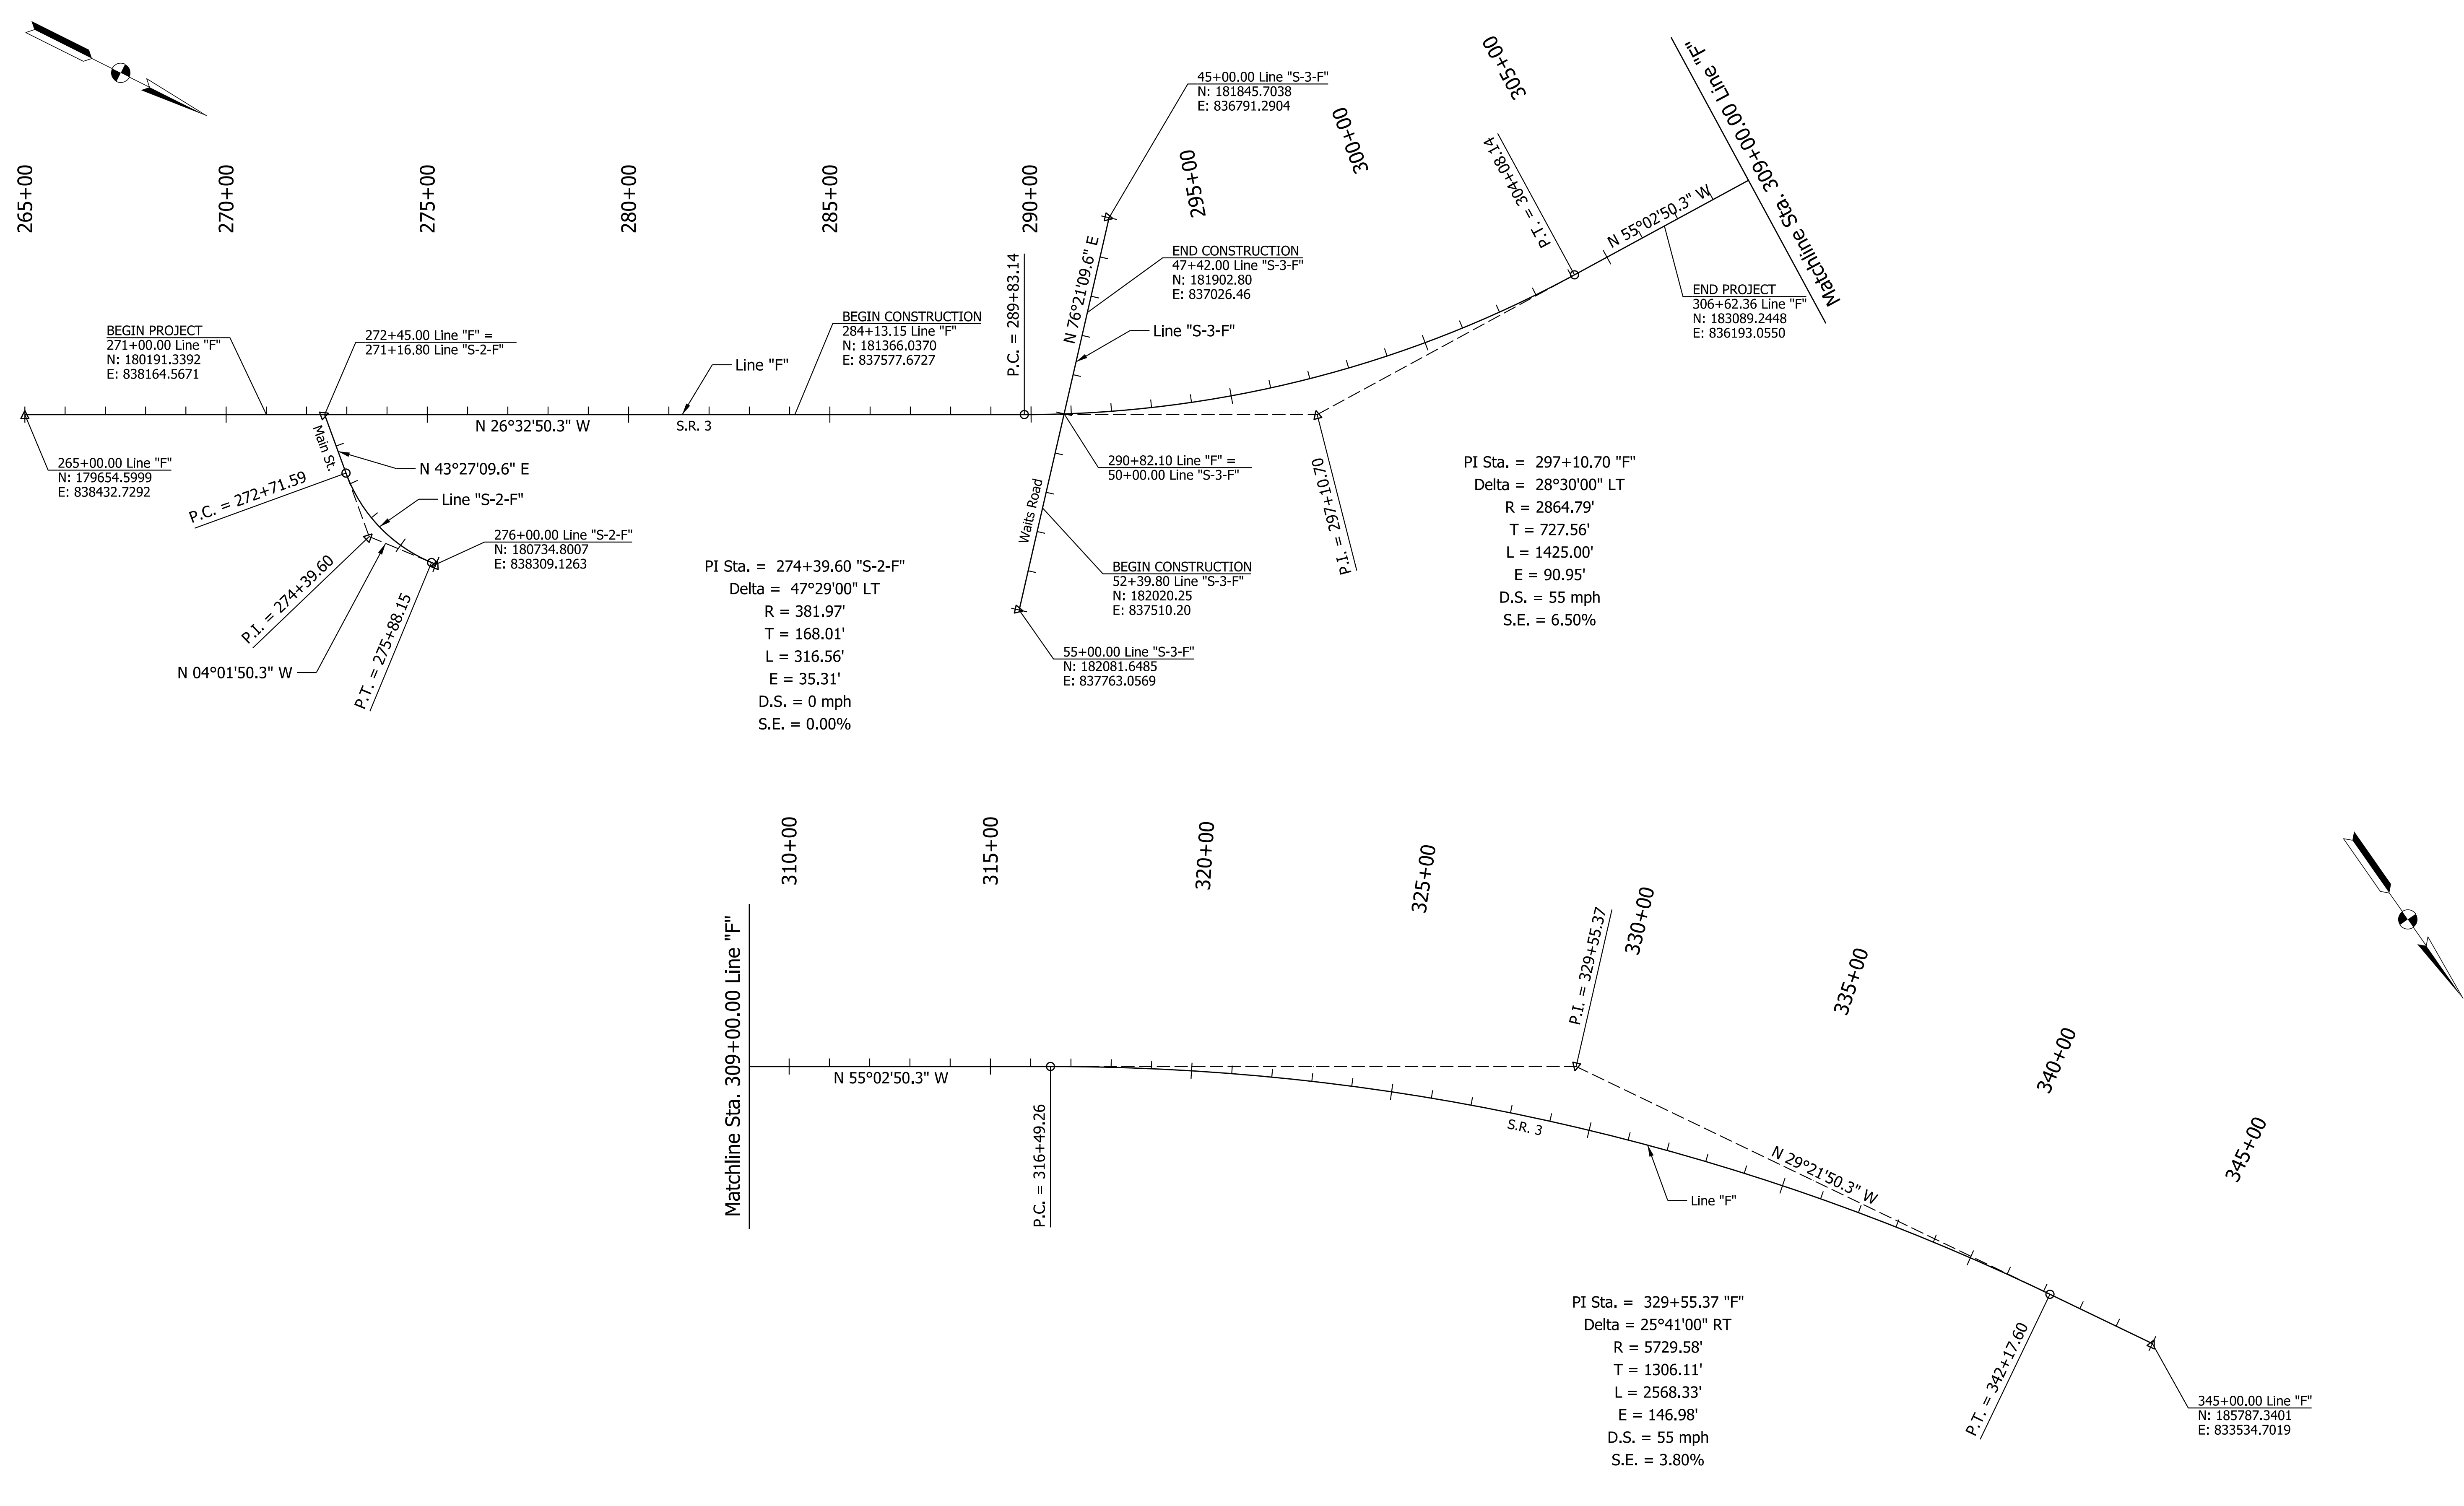 265+00
270+00
275+00
280+00
285+00
290+00
295+00
300+00
305+00
45+00.00 Line "S-3-F"
N: 181845.7038
E: 836791.2904
Matchline Sta. 309+00.00 Line "F"
P.T. = 304+08.14
N 55°02'50.3" W
END PROJECT
306+62.36 Line "F"
N: 183089.2448
E: 836193.0550
N 76°21'09.6" E
END CONSTRUCTION
47+42.00 Line "S-3-F"
N: 181902.80
E: 837026.46
Line "S-3-F"
P.C. = 289+83.14
BEGIN CONSTRUCTION
284+13.15 Line "F"
N: 181366.0370
E: 837577.6727
BEGIN PROJECT
271+00.00 Line "F"
N: 180191.3392
E: 838164.5671
272+45.00 Line "F" =
271+16.80 Line "S-2-F"
Line "F"
N 26°32'50.3" W
S.R. 3
Main St.
N 43°27'09.6" E
265+00.00 Line "F"
N: 179654.5999
E: 838432.7292
P.C. = 272+71.59
Line "S-2-F"
276+00.00 Line "S-2-F"
N: 180734.8007
E: 838309.1263
P.I. = 274+39.60
N 04°01'50.3" W
P.T. = 275+88.15
PI Sta. = 274+39.60 "S-2-F"
Delta = 47°29'00" LT
R = 381.97'
T = 168.01'
L = 316.56'
E = 35.31'
D.S. = 0 mph
S.E. = 0.00%
290+82.10 Line "F" =
50+00.00 Line "S-3-F"
Waits Road
BEGIN CONSTRUCTION
52+39.80 Line "S-3-F"
N: 182020.25
E: 837510.20
55+00.00 Line "S-3-F"
N: 182081.6485
E: 837763.0569
P.I. = 297+10.70
PI Sta. = 297+10.70 "F"
Delta = 28°30'00" LT
R = 2864.79'
T = 727.56'
L = 1425.00'
E = 90.95'
D.S. = 55 mph
S.E. = 6.50%
310+00
315+00
320+00
325+00
330+00
335+00
340+00
345+00
Matchline Sta. 309+00.00 Line "F"
N 55°02'50.3" W
P.C. = 316+49.26
P.I. = 329+55.37
S.R. 3
N 29°21'50.3" W
Line "F"
PI Sta. = 329+55.37 "F"
Delta = 25°41'00" RT
R = 5729.58'
T = 1306.11'
L = 2568.33'
E = 146.98'
D.S. = 55 mph
S.E. = 3.80%
P.T. = 342+17.60
345+00.00 Line "F"
N: 185787.3401
E: 833534.7019